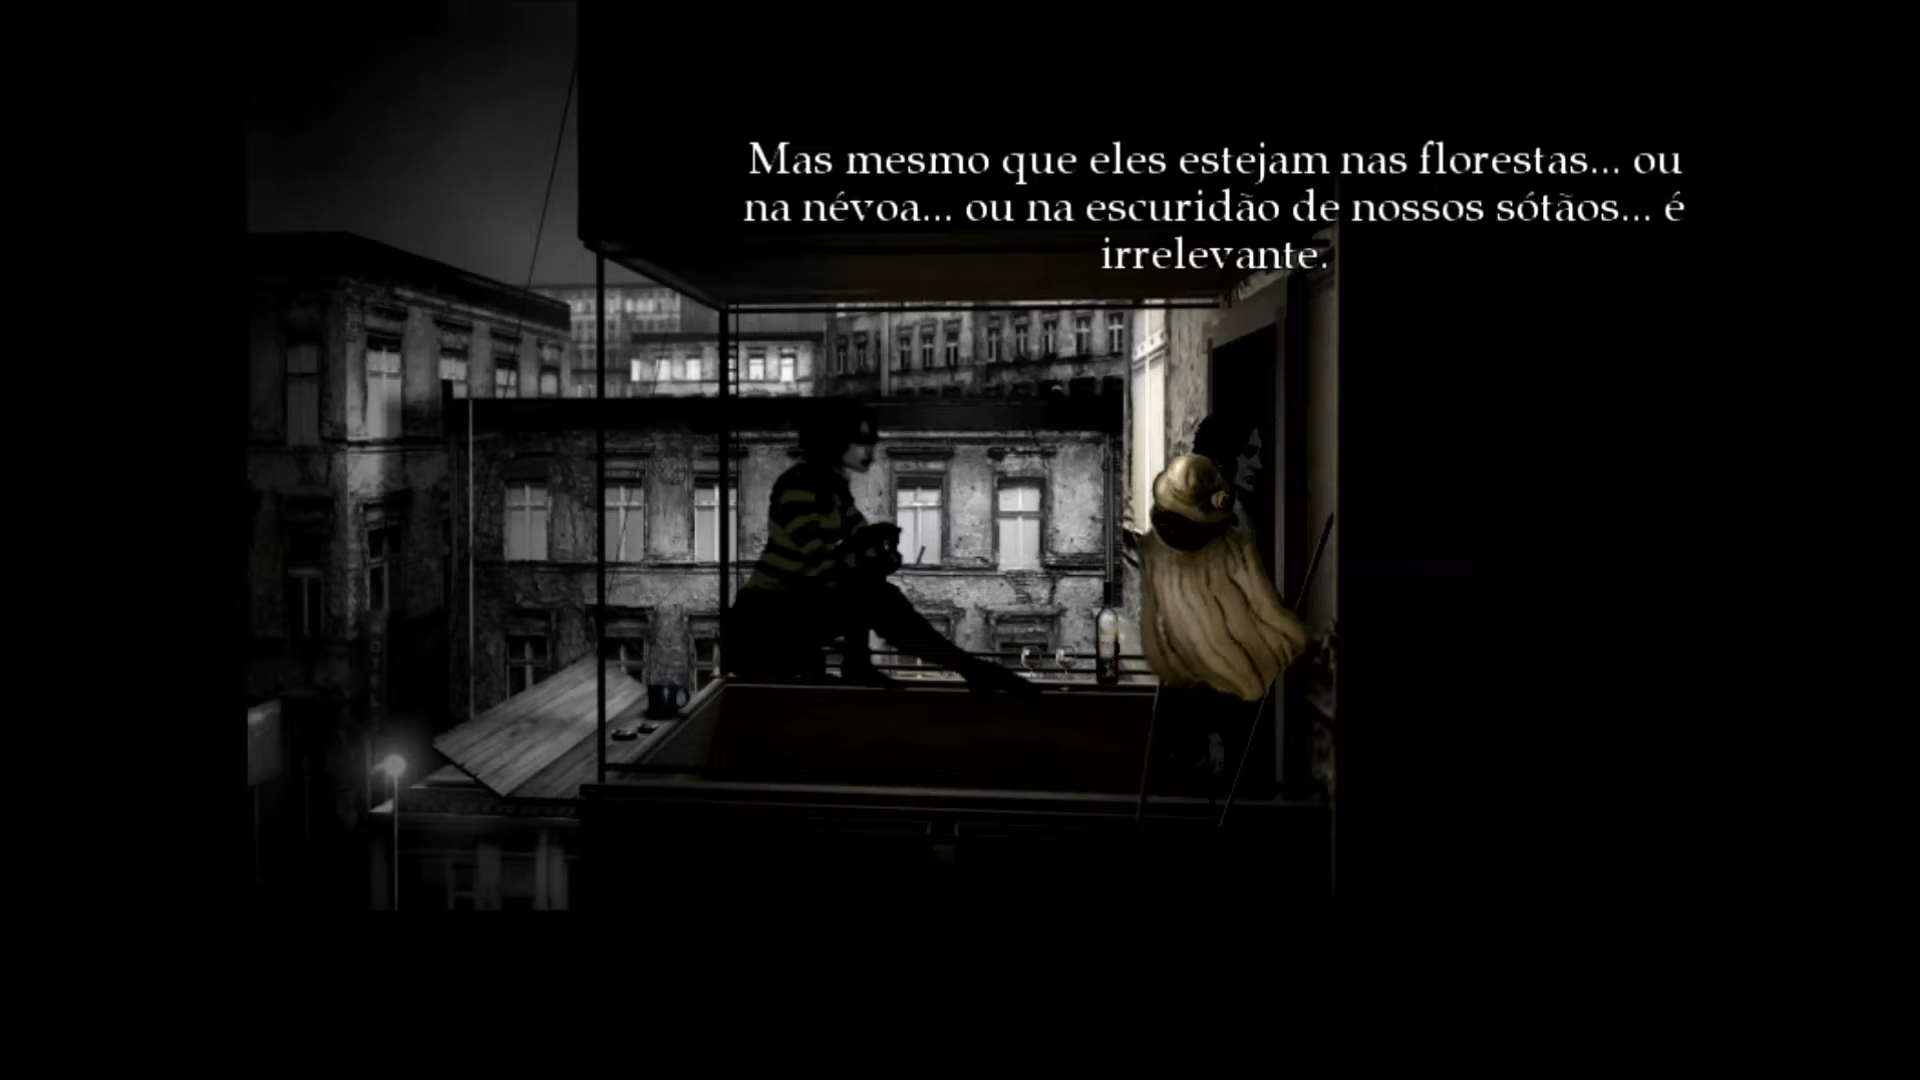 Mas mesmo que eles estejam nas florestas... ou
na névoa... ou na escuridão de nossos sótãos... é
irrelevante.